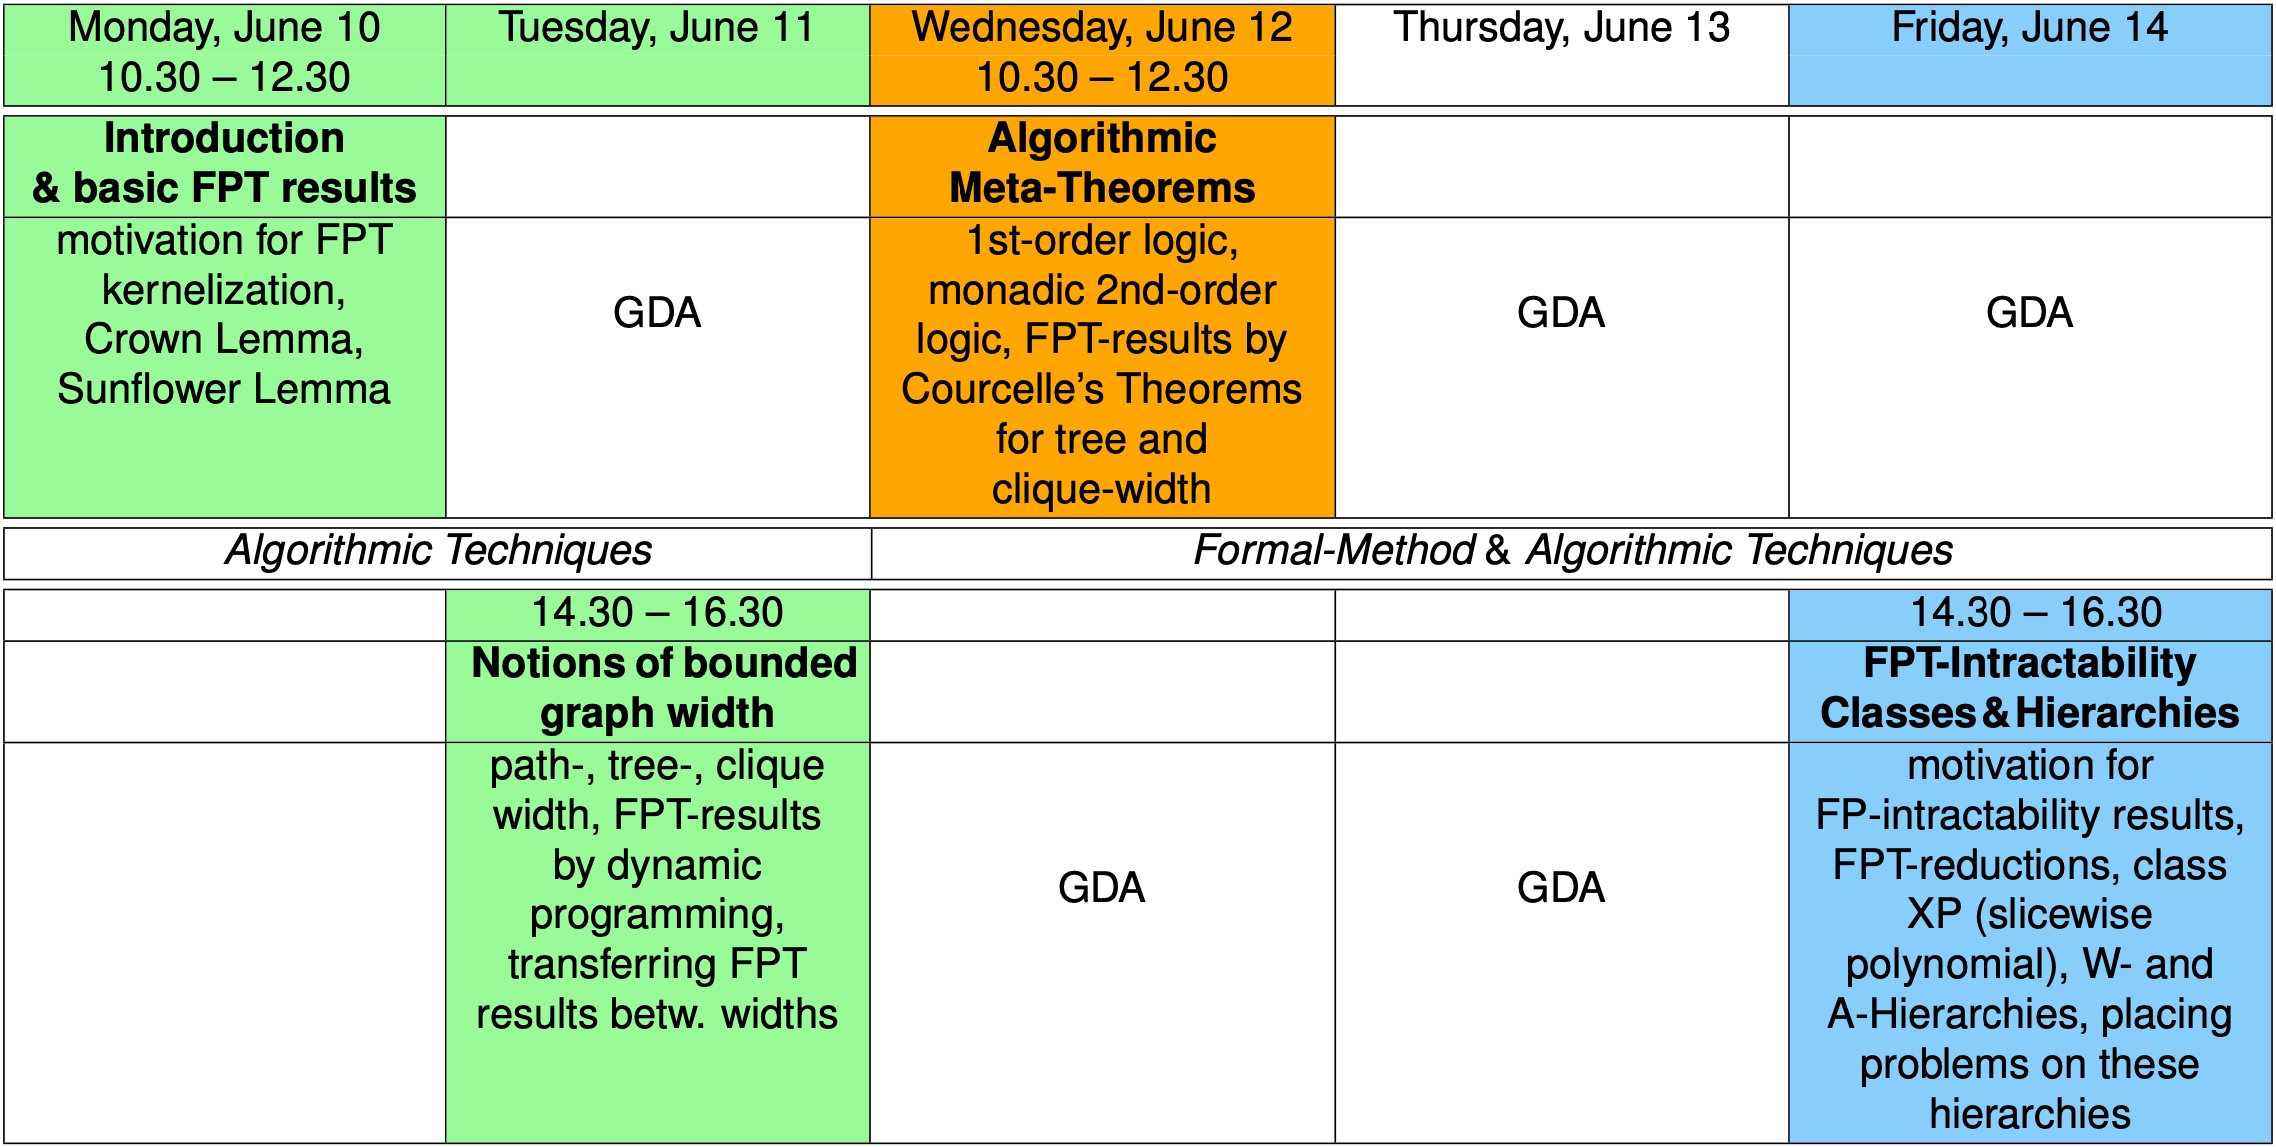 Monday, June 10
10.30 – 12.30
Tuesday, June 11
Wednesday, June 12
10.30 – 12.30
Thursday, June 13
Friday, June 14
Introduction
& basic FPT results
Algorithmic
Meta-Theorems
motivation for FPT
kernelization,
Crown Lemma,
Sunflower Lemma
GDA
1st-order logic,
monadic 2nd-order
logic, FPT-results by
Courcelle's Theorems
for tree and
clique-width
GDA
GDA
Algorithmic Techniques
Formal-Method & Algorithmic Techniques
14.30 – 16.30
14.30 – 16.30
Notions of bounded
graph width
FPT-Intractability
Classes & Hierarchies
path-, tree-, clique
width, FPT-results
by dynamic
programming,
transferring FPT
results betw. widths
GDA
GDA
motivation for
FP-intractability results,
FPT-reductions, class
XP (slicewise
polynomial), W- and
A-Hierarchies, placing
problems on these
hierarchies